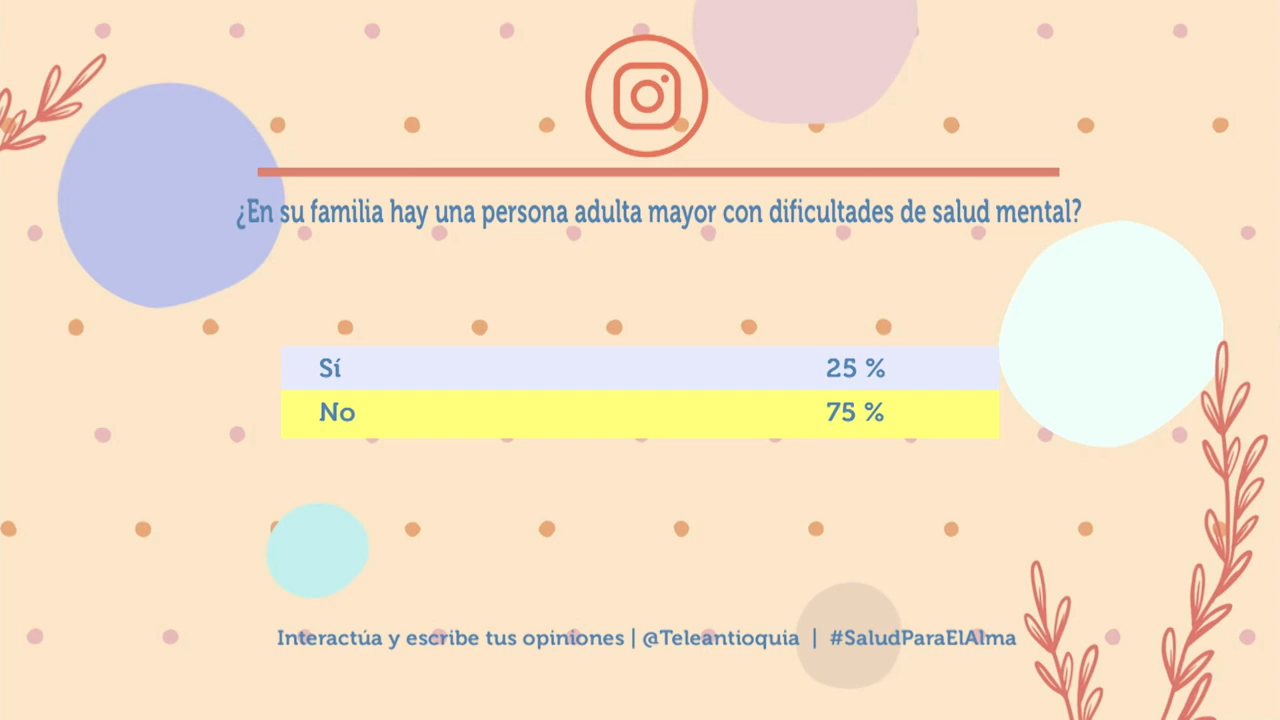 ¿En su familia hay una persona adulta mayor con dificultades de salud mental?
Sí 25 %
No 75 %
Interactúa y escribe tus opiniones | @Teleantioquia | #SaludParaElAlma